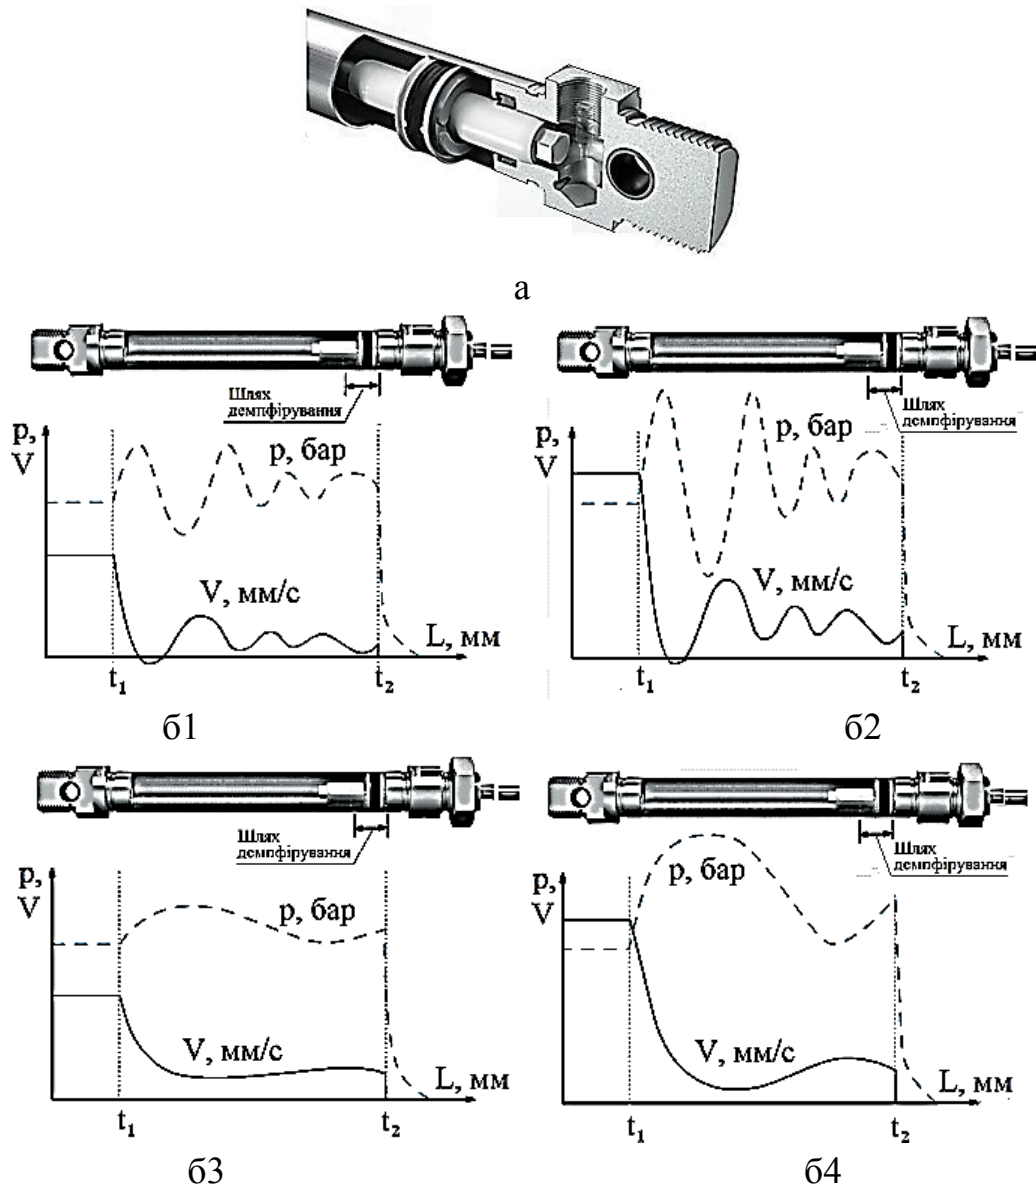 а
Шлях
демпфірування
p,
V
p, бар
V, мм/с
L, мм
t1
t2
б1
Шлях
демпфірування
p,
V
p, бар
V, мм/с
L, мм
t1
t2
б2
Шлях
демпфірування
p,
V
p, бар
V, мм/с
L, мм
t1
t2
б3
Шлях
демпфірування
p,
V
p, бар
V, мм/с
L, мм
t1
t2
б4